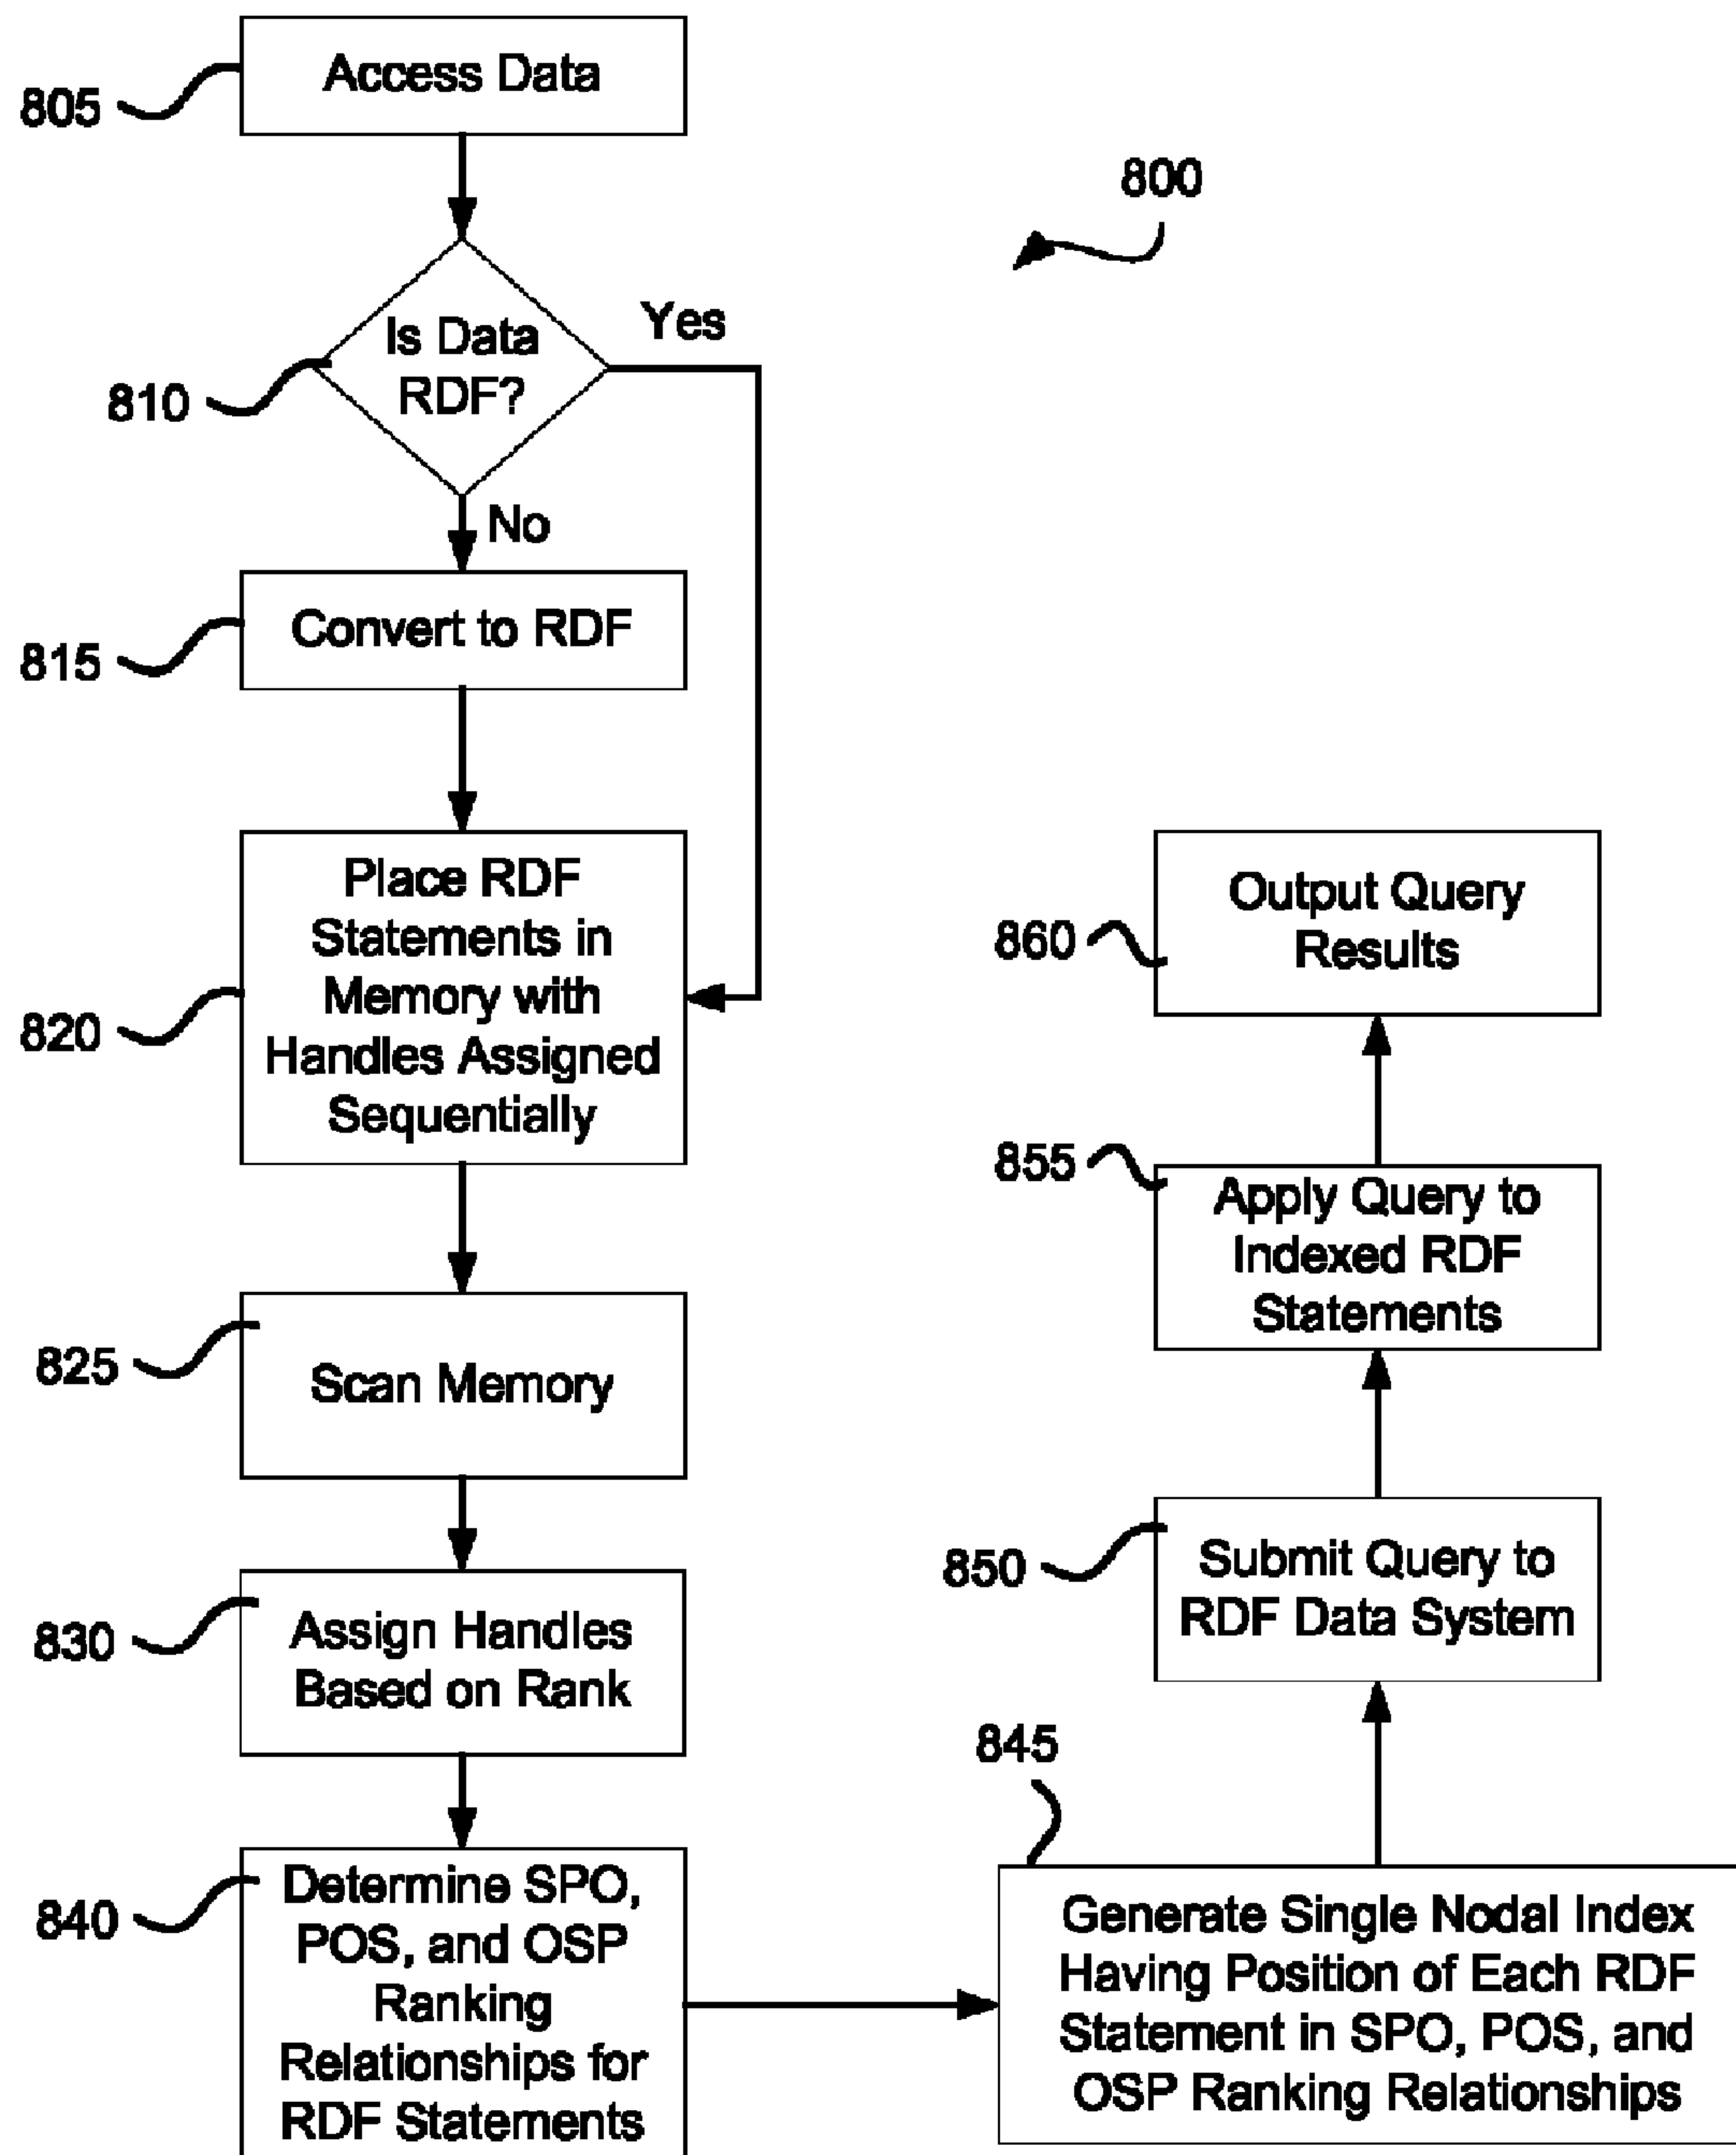 Access Data
805
800
Is Data
RDF?
Yes
810
No
Convert to RDF
815
Place RDF
Statements in
Memory with
Handles Assigned
Sequentially
820
Scan Memory
825
Assign Handles
Based on Rank
830
Determine SPO,
POS, and OSP
Ranking
Relationships for
RDF Statements
840
845
Generate Single Nodal Index
Having Position of Each RDF
Statement in SPO, POS, and
OSP Ranking Relationships
850
Submit Query to
RDF Data System
855
Apply Query to
Indexed RDF
Statements
860
Output Query
Results